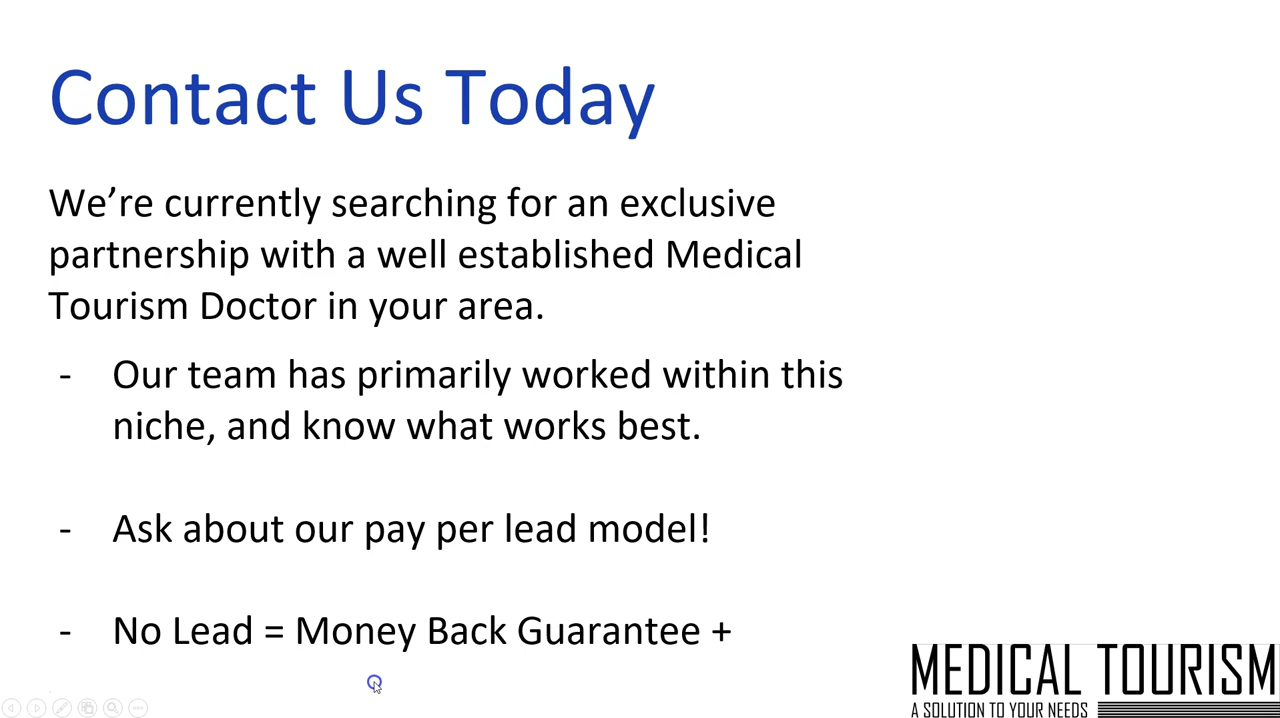 Contact Us Today
We’re currently searching for an exclusive
partnership with a well established Medical
Tourism Doctor in your area.
- Our team has primarily worked within this
niche, and know what works best.
- Ask about our pay per lead model!
- No Lead = Money Back Guarantee +
MEDICAL TOURISM
A SOLUTION TO YOUR NEEDS